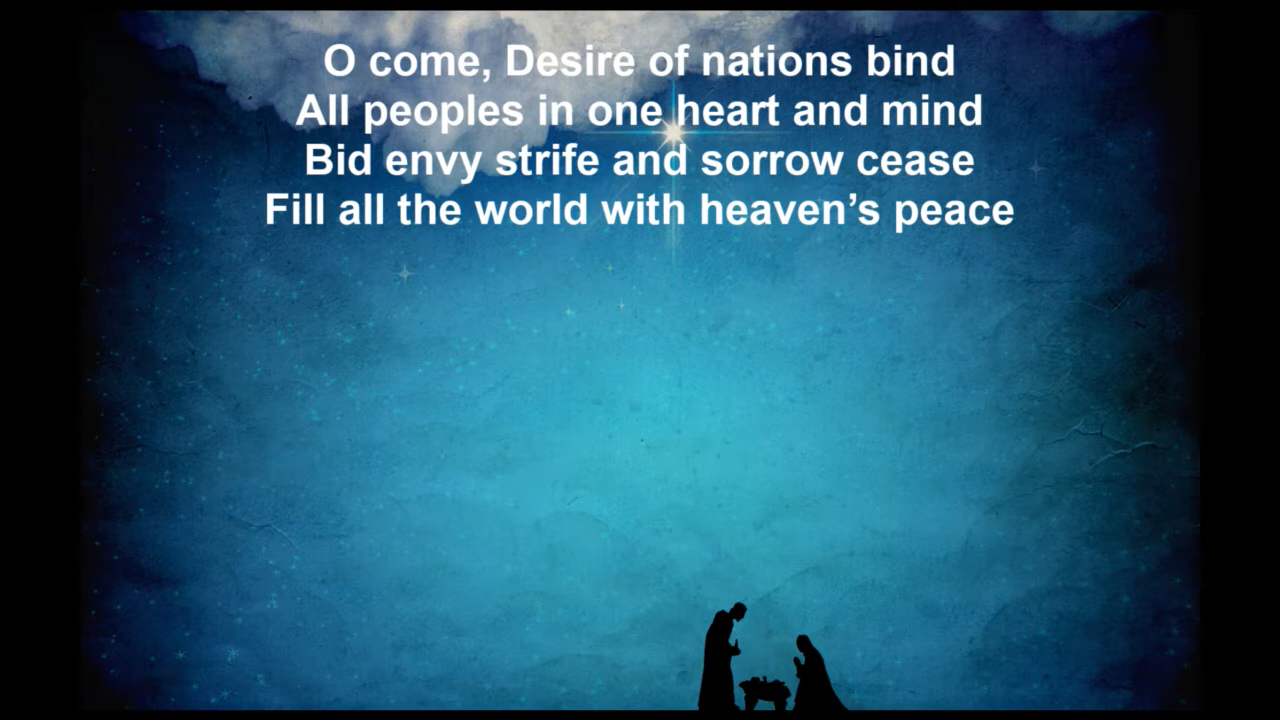 O come, Desire of nations bind
All peoples in one heart and mind
Bid envy strife and sorrow cease
Fill all the world with heaven’s peace